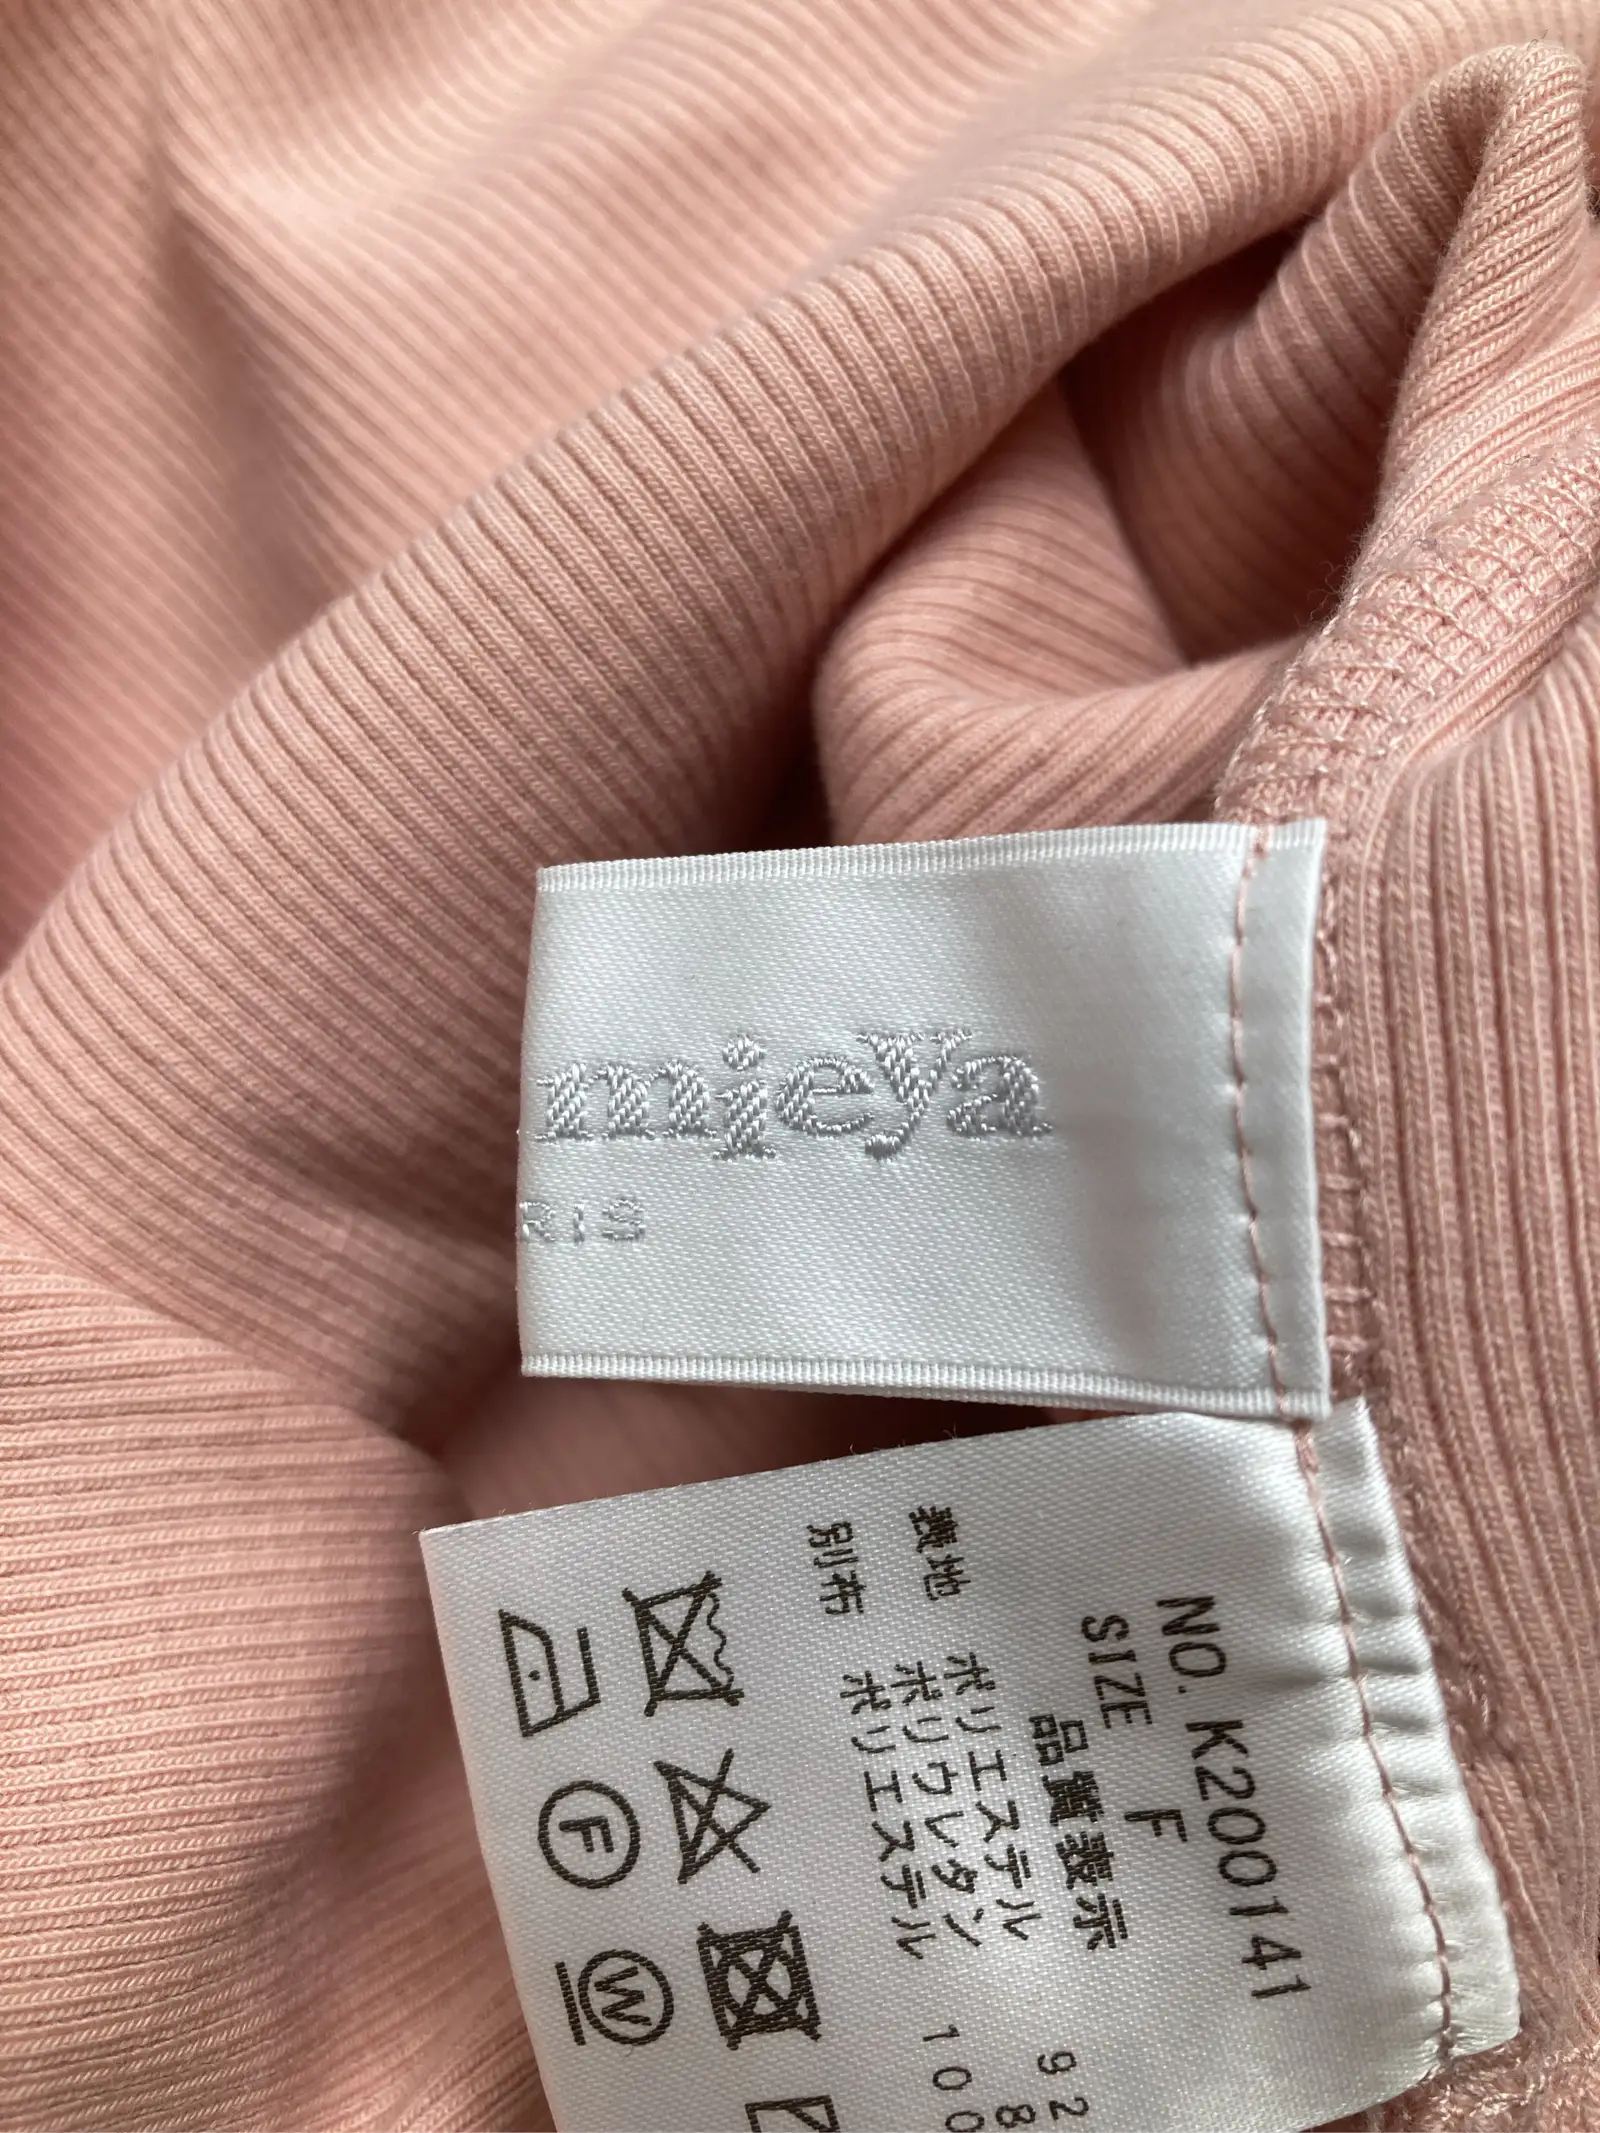 mieya
RIS
NO. K200141
SIZE F
品質表示
表地 ポリエステル 92
ポリウレタン 8
別布 ポリエステル 100
F
W